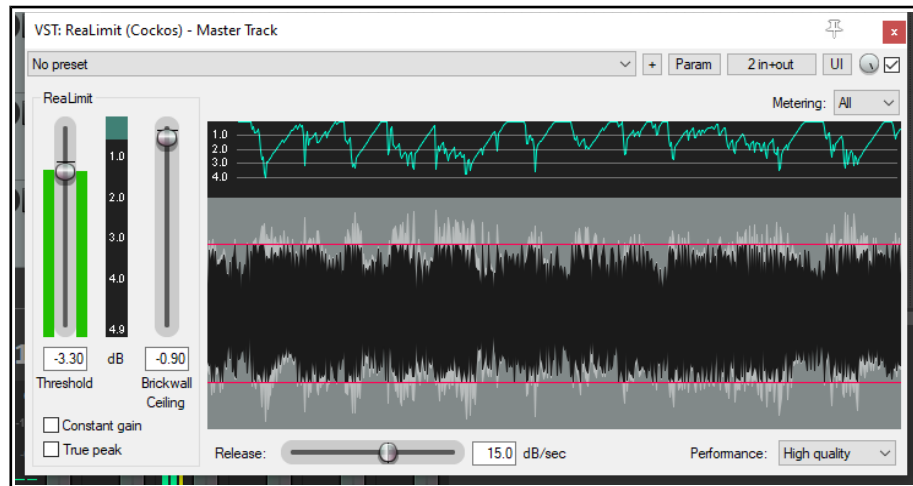 VST: ReaLimit (Cockos) - Master Track
x
No preset
+
Param
2 in+out
UI
ReaLimit
Metering: All
1.0
2.0
3.0
4.0
1.0
2.0
3.0
4.0
4.9
-3.30
dB
-0.90
Threshold
Brickwall
Ceiling
Constant gain
True peak
Release:
15.0
dB/sec
Performance:
High quality